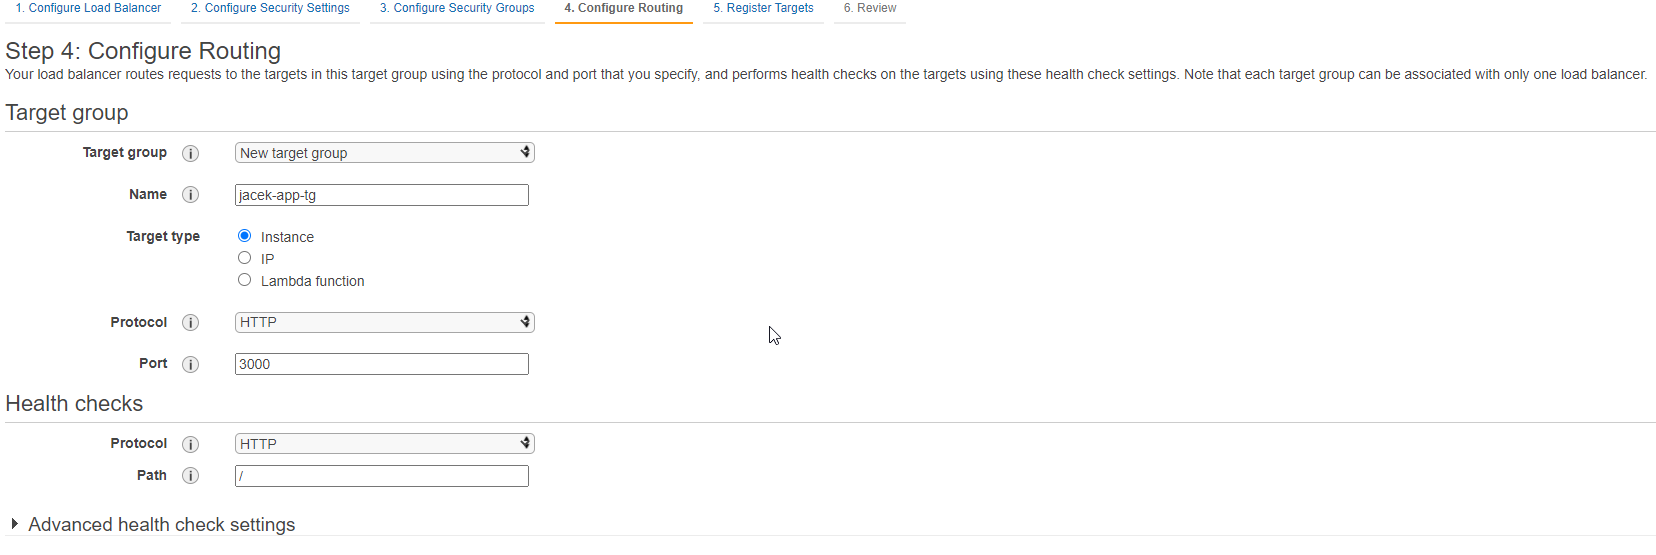 1. Configure Load Balancer 2. Configure Security Settings 3. Configure Security Groups 4. Configure Routing 5. Register Targets 6. Review
Step 4: Configure Routing
Your load balancer routes requests to the targets in this target group using the protocol and port that you specify, and performs health checks on the targets using these health check settings. Note that each target group can be associated with only one load balancer.
Target group
Target group i New target group
Name i jacek-app-tg
Target type Instance
IP
Lambda function
Protocol i HTTP
Port i 3000
Health checks
Protocol i HTTP
Path i /
Advanced health check settings